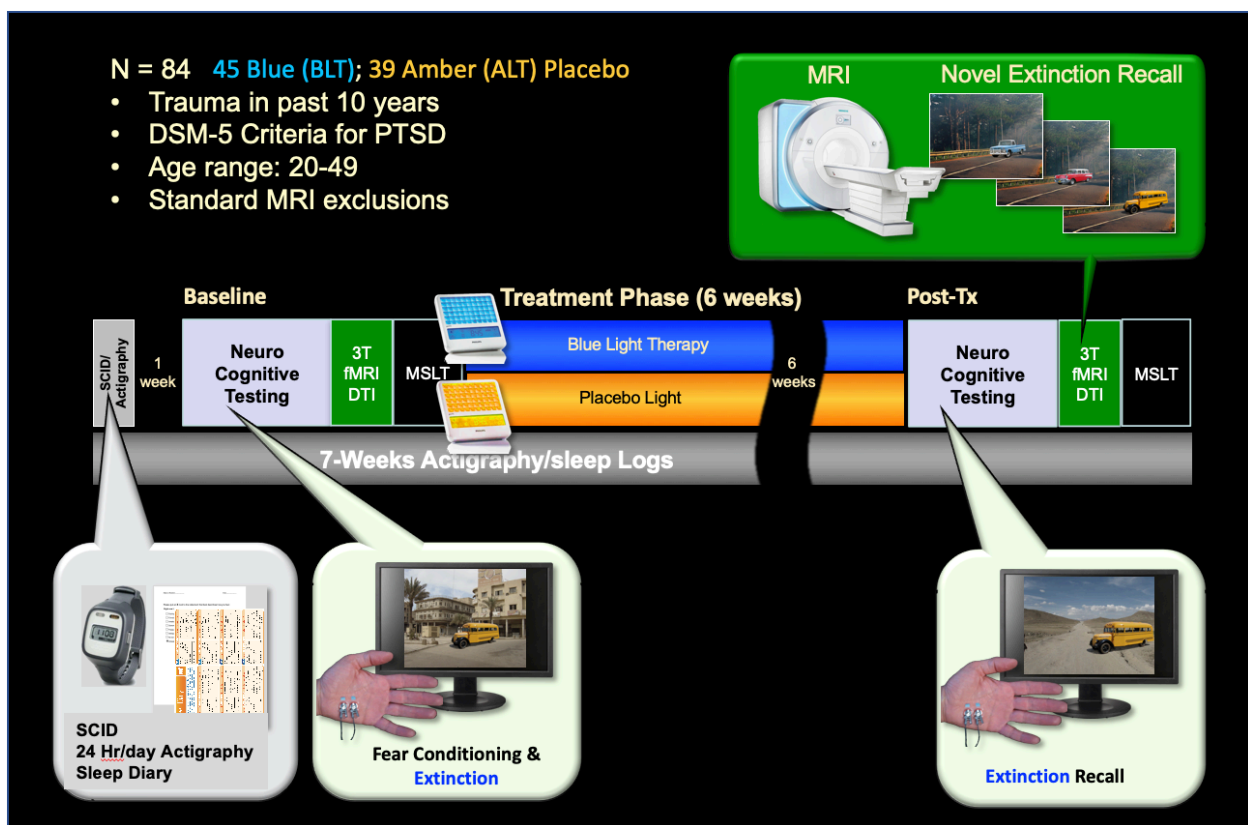 N = 84 45 Blue (BLT); 39 Amber (ALT) Placebo
• Trauma in past 10 years
• DSM-5 Criteria for PTSD
• Age range: 20-49
• Standard MRI exclusions
MRI
Novel Extinction Recall
Baseline
Treatment Phase (6 weeks)
Post-Tx
SCID/
Actigraphy
1
week
Neuro
Cognitive
Testing
3T
fMRI
DTI
MSLT
Blue Light Therapy
Placebo Light
6
weeks
Neuro
Cognitive
Testing
3T
fMRI
DTI
MSLT
7-Weeks Actigraphy/sleep Logs
SCID
24 Hr/day Actigraphy
Sleep Diary
Fear Conditioning &
Extinction
Extinction Recall